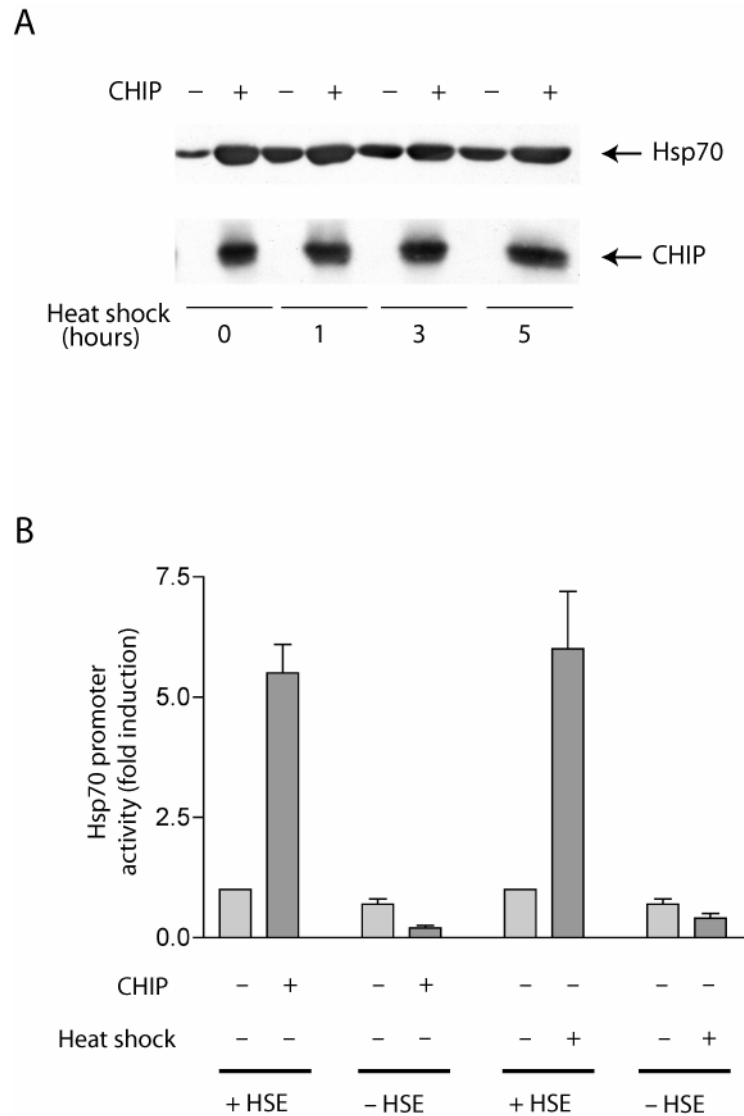 A
CHIP – + – + – + – +
Hsp70
CHIP
Heat shock
(hours) 0 1 3 5
B
Hsp70 promoter
activity (fold induction)
7.5
5.0
2.5
0.0
CHIP – + – + – – – –
Heat shock – – – – – + – +
+ HSE – HSE + HSE – HSE